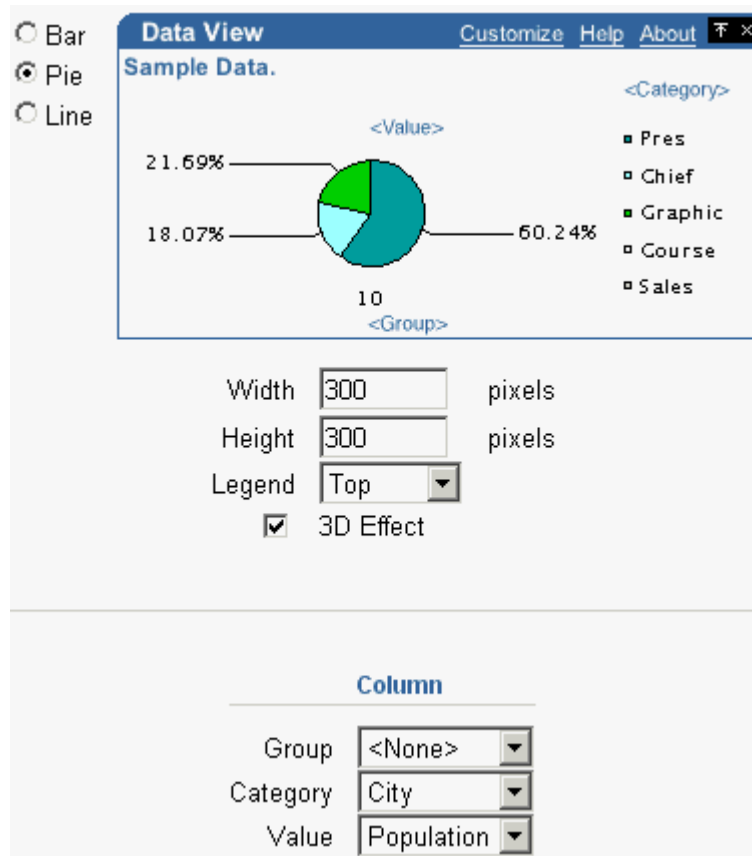 Bar
Pie
Line
Data View Customize Help About
Sample Data.
<Category>
<Value>
21.69%
18.07%
60.24%
10
<Group>
Pres
Chief
Graphic
Course
Sales
Width 300 pixels
Height 300 pixels
Legend Top
3D Effect
Column
Group <None>
Category City
Value Population